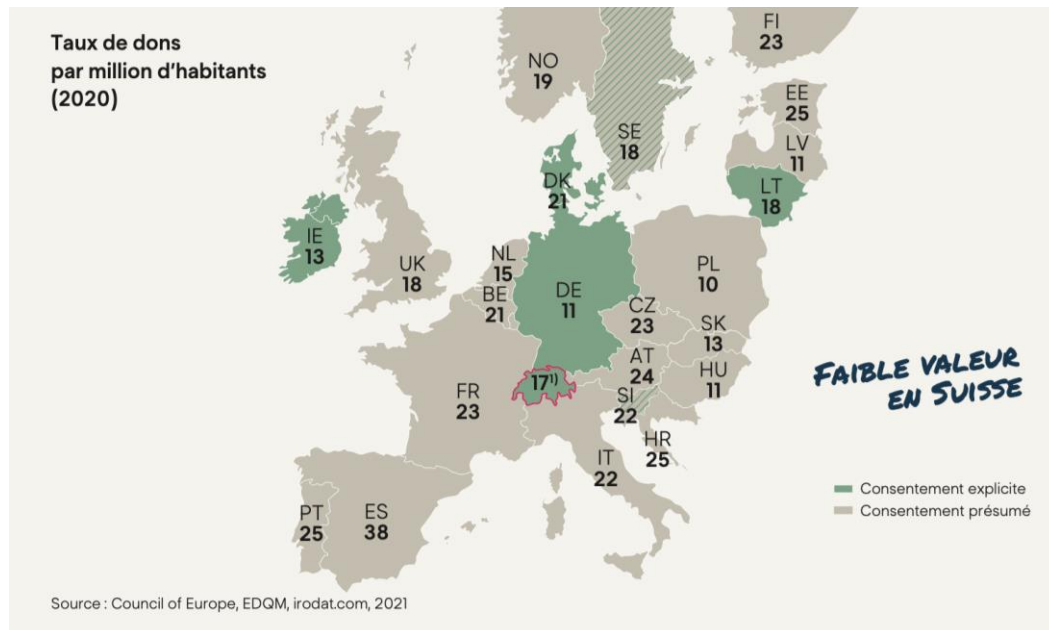 Taux de dons
par million d’habitants
(2020)
FI
23
NO
19
EE
25
SE
18
LV
11
DK
21
LT
18
IE
13
UK
18
NL
15
BE
21
DE
11
PL
10
CZ
23
SK
13
AT
24
HU
11
17¹⁾
FR
23
SI
22
HR
25
IT
22
PT
25
ES
38
FAIBLE VALEUR
EN SUISSE
Consentement explicite
Consentement présumé
Source : Council of Europe, EDQM, irodat.com, 2021